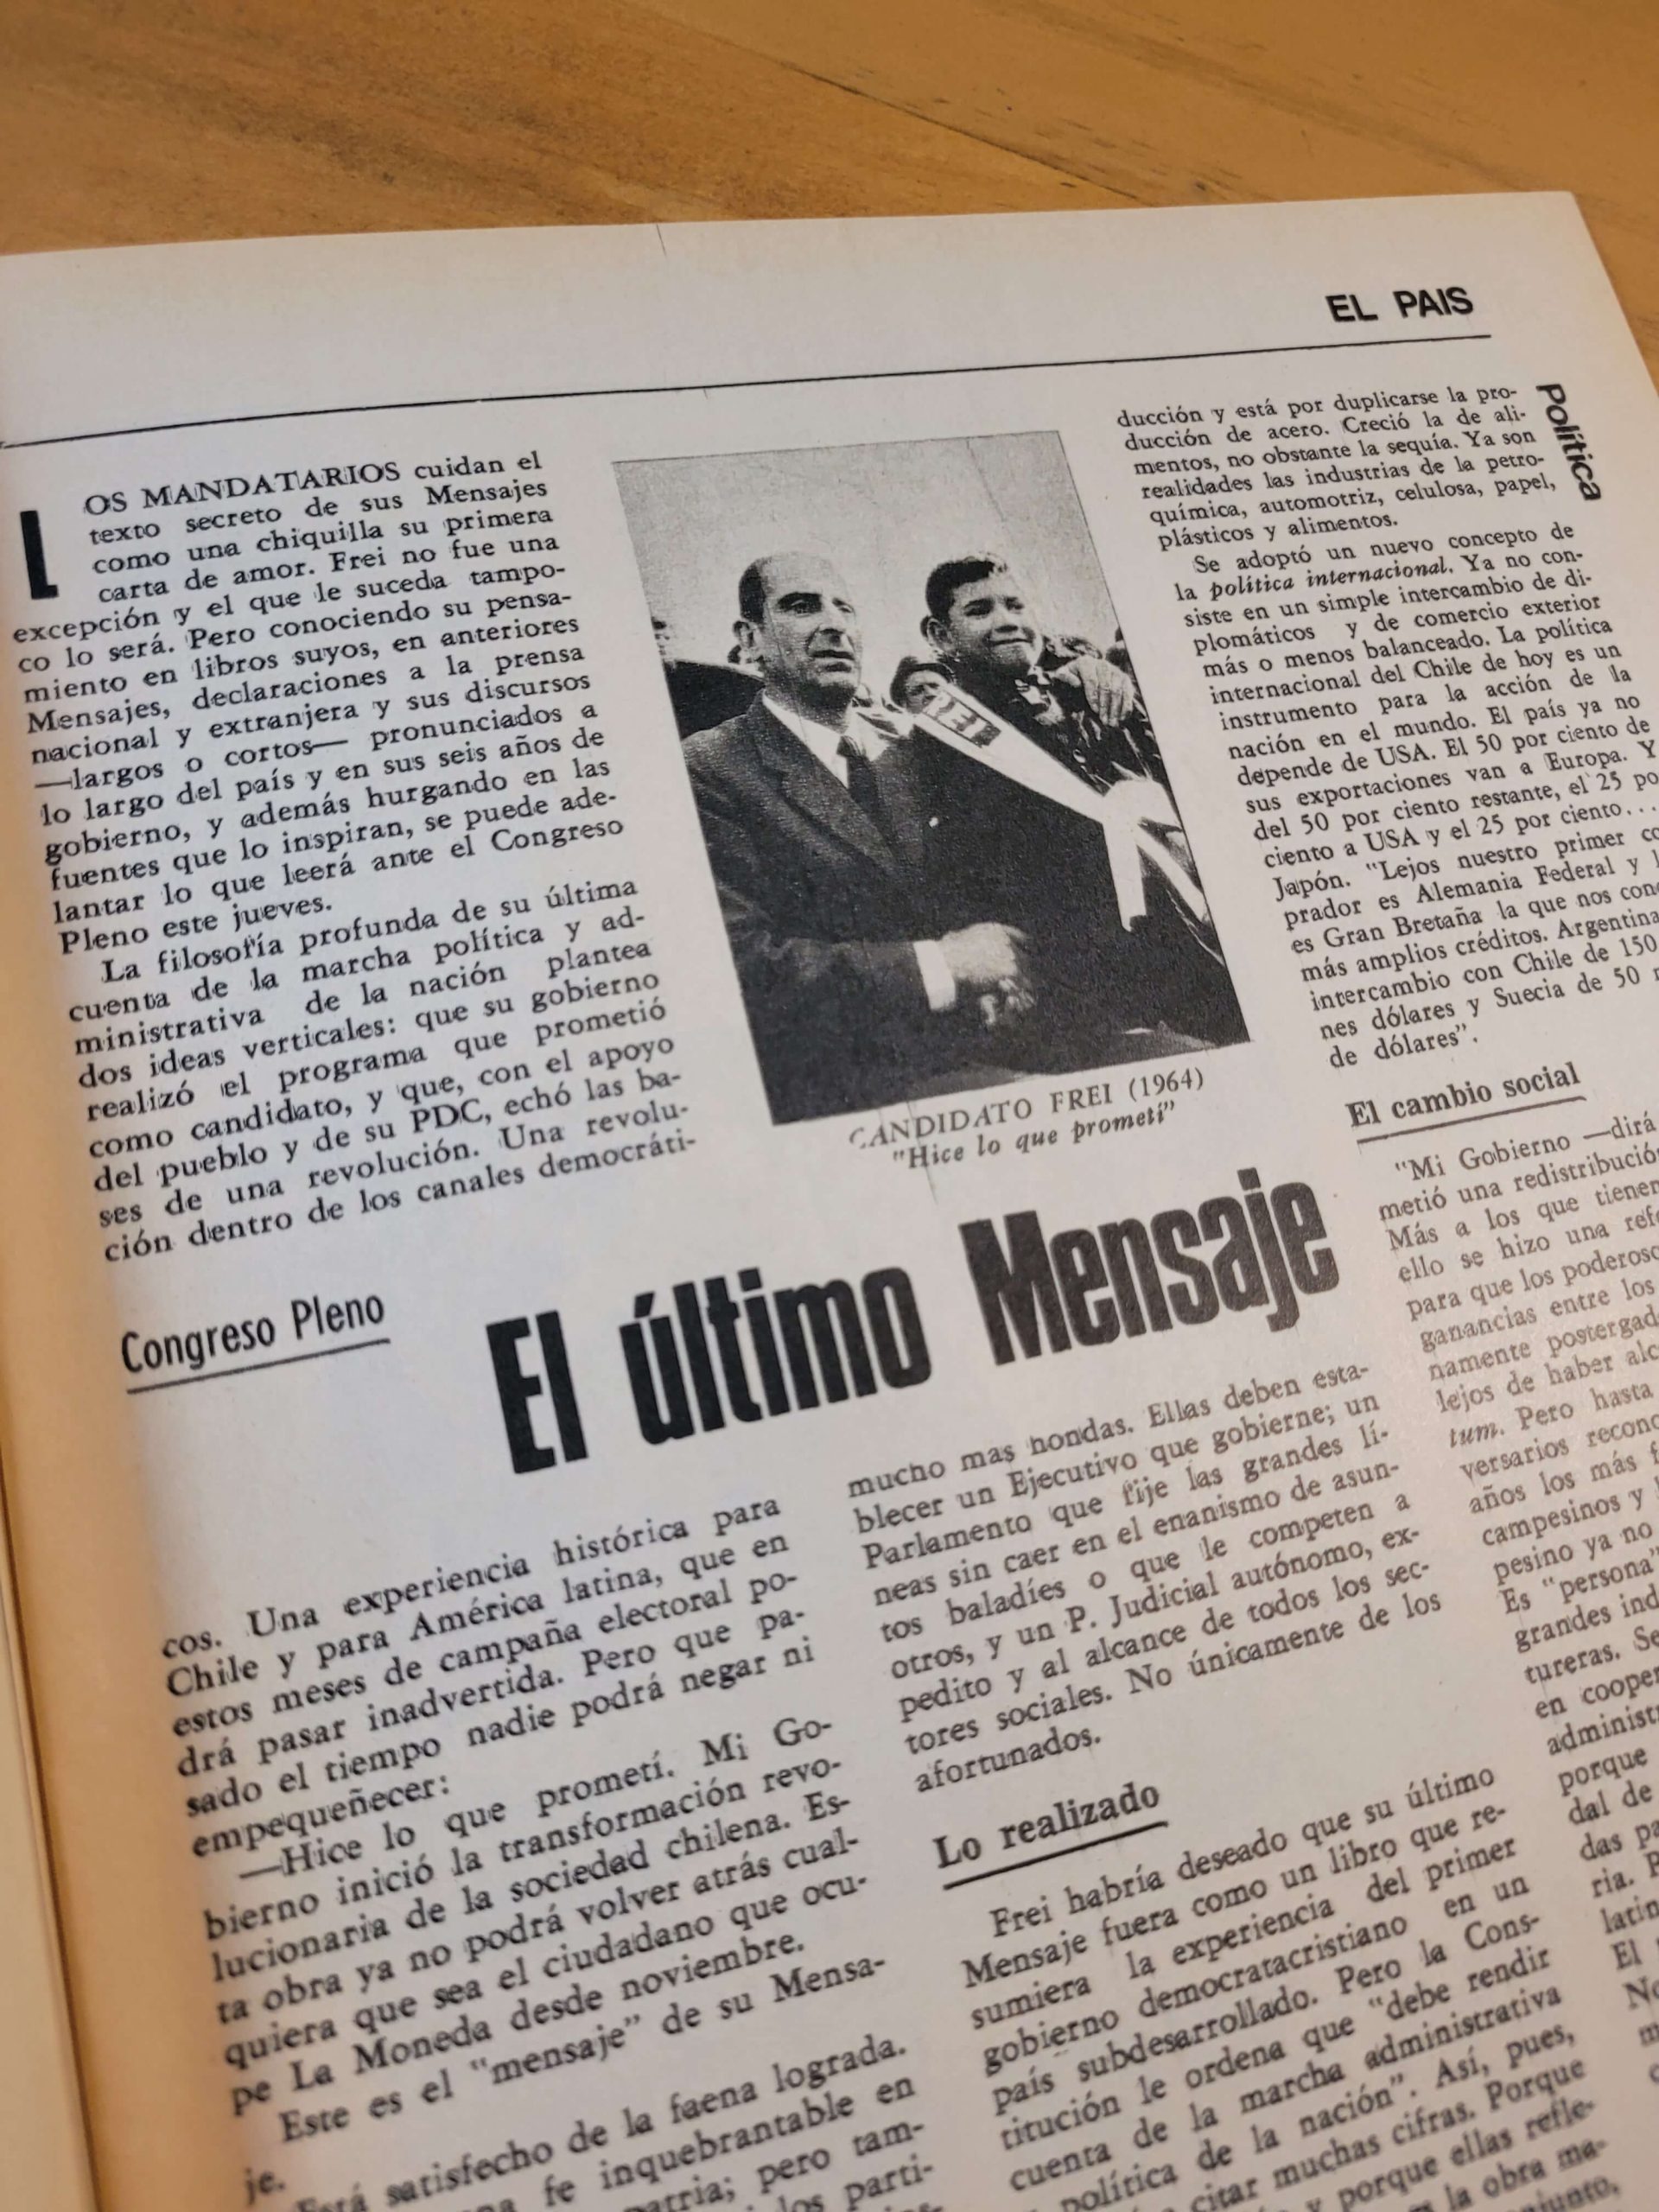 EL PAIS
Política
LOS MANDATARIOS cuidan el
texto secreto de sus Mensajes
como una chiquilla su primera
carta de amor. Frei no fue una
excepción y el que le suceda tampo-
co lo será. Pero conociendo su pensa-
miento en libros suyos, en anteriores
Mensajes, declaraciones a la prensa
nacional y extranjera y sus discursos
—largos o cortos— pronunciados a
lo largo del país y en sus seis años de
gobierno, y además hurgando en las
fuentes que lo inspiran, se puede ade-
lantar lo que leerá ante el Congreso
Pleno este jueves.
La filosofía profunda de su última
cuenta de la marcha política y ad-
ministrativa de la nación plantea
dos ideas verticales: que su gobierno
realizó el programa que prometió
como candidato, y que, con el apoyo
del pueblo y de su PDC, echó las ba-
ses de una revolución. Una revolu-
ción dentro de los canales democráti-
FREI
CANDIDATO FREI (1964)
"Hice lo que prometí"
Congreso Pleno
El último Mensaje
cos. Una experiencia histórica para
Chile y para América latina, que en
estos meses de campaña electoral po-
drá pasar inadvertida. Pero que pa-
sado el tiempo nadie podrá negar ni
empequeñecer:
—Hice lo que prometí. Mi Go-
bierno inició la transformación revo-
lucionaria de la sociedad chilena. Es-
ta obra ya no podrá volver atrás cual-
quiera que sea el ciudadano que ocu-
pe La Moneda desde noviembre.
Este es el "mensaje" de su Mensa-
je.
Está satisfecho de la faena lograda.
fe inquebrantable en
patria; pero tam-
los parti-
mucho mas hondas. Ellas deben esta-
blecer un Ejecutivo que gobierne; un
Parlamento que fije las grandes lí-
neas sin caer en el enanismo de asun-
tos baladíes o que le competen a
otros, y un P. Judicial autónomo, ex-
pedito y al alcance de todos los sec-
tores sociales. No únicamente de los
afortunados.
Lo realizado
Frei habría deseado que su último
Mensaje fuera como un libro que re-
sumiera la experiencia del primer
gobierno democratacristiano en un
país subdesarrollado. Pero la Cons-
titución le ordena que "debe rendir
cuenta de la marcha administrativa
política de la nación". Así, pues,
citar muchas cifras. Porque
y porque ellas refle-
la obra ma-
ducción y está por duplicarse la pro-
ducción de acero. Creció la de ali-
mentos, no obstante la sequía. Ya son
realidades las industrias de la petro-
química, automotriz, celulosa, papel,
plásticos y alimentos.
Se adoptó un nuevo concepto de
la política internacional. Ya no con-
siste en un simple intercambio de di-
plomáticos y de comercio exterior
más o menos balanceado. La política
internacional del Chile de hoy es un
instrumento para la acción de la
nación en el mundo. El país ya no
depende de USA. El 50 por ciento de
sus exportaciones van a Europa. Y
del 50 por ciento restante, el 25 po
ciento a USA y el 25 por ciento...
Japón. "Lejos nuestro primer co
prador es Alemania Federal y l
es Gran Bretaña la que nos con
más amplios créditos. Argentina
intercambio con Chile de 150
nes dólares y Suecia de 50
de dólares".
El cambio social
"Mi Gobierno —dirá
metió una redistribució
Más a los que tiene
ello se hizo una ref
para que los poderoso
ganancias entre los
namente postergad
lejos de haber alc
tum. Pero hasta
versarios recono
años los más f
campesinos y
pesino ya no
Es "persona"
grandes ind
tureras. Se
en cooper
administ
porque
dal de
das pa
ria. P
latin
El
No